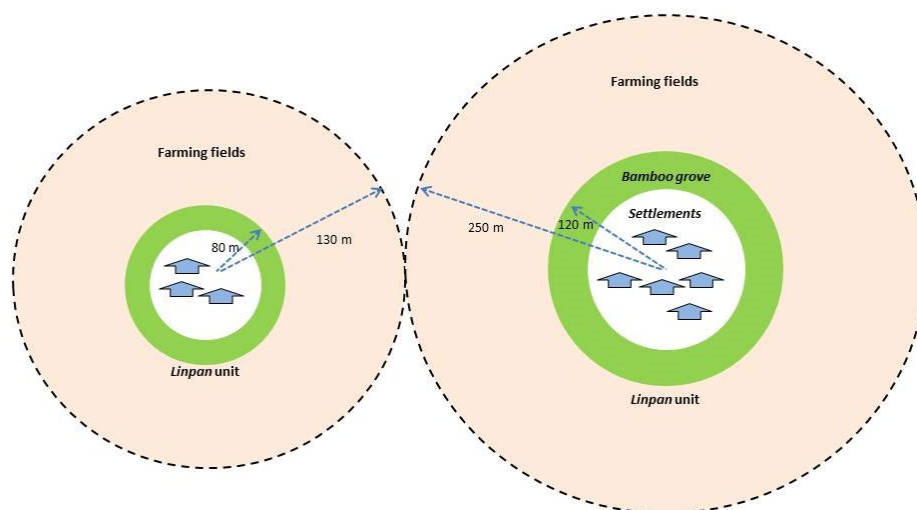 Farming fields
80 m
130 m
Linpan unit
Farming fields
Bamboo grove
Settlements
250 m
120 m
Linpan unit